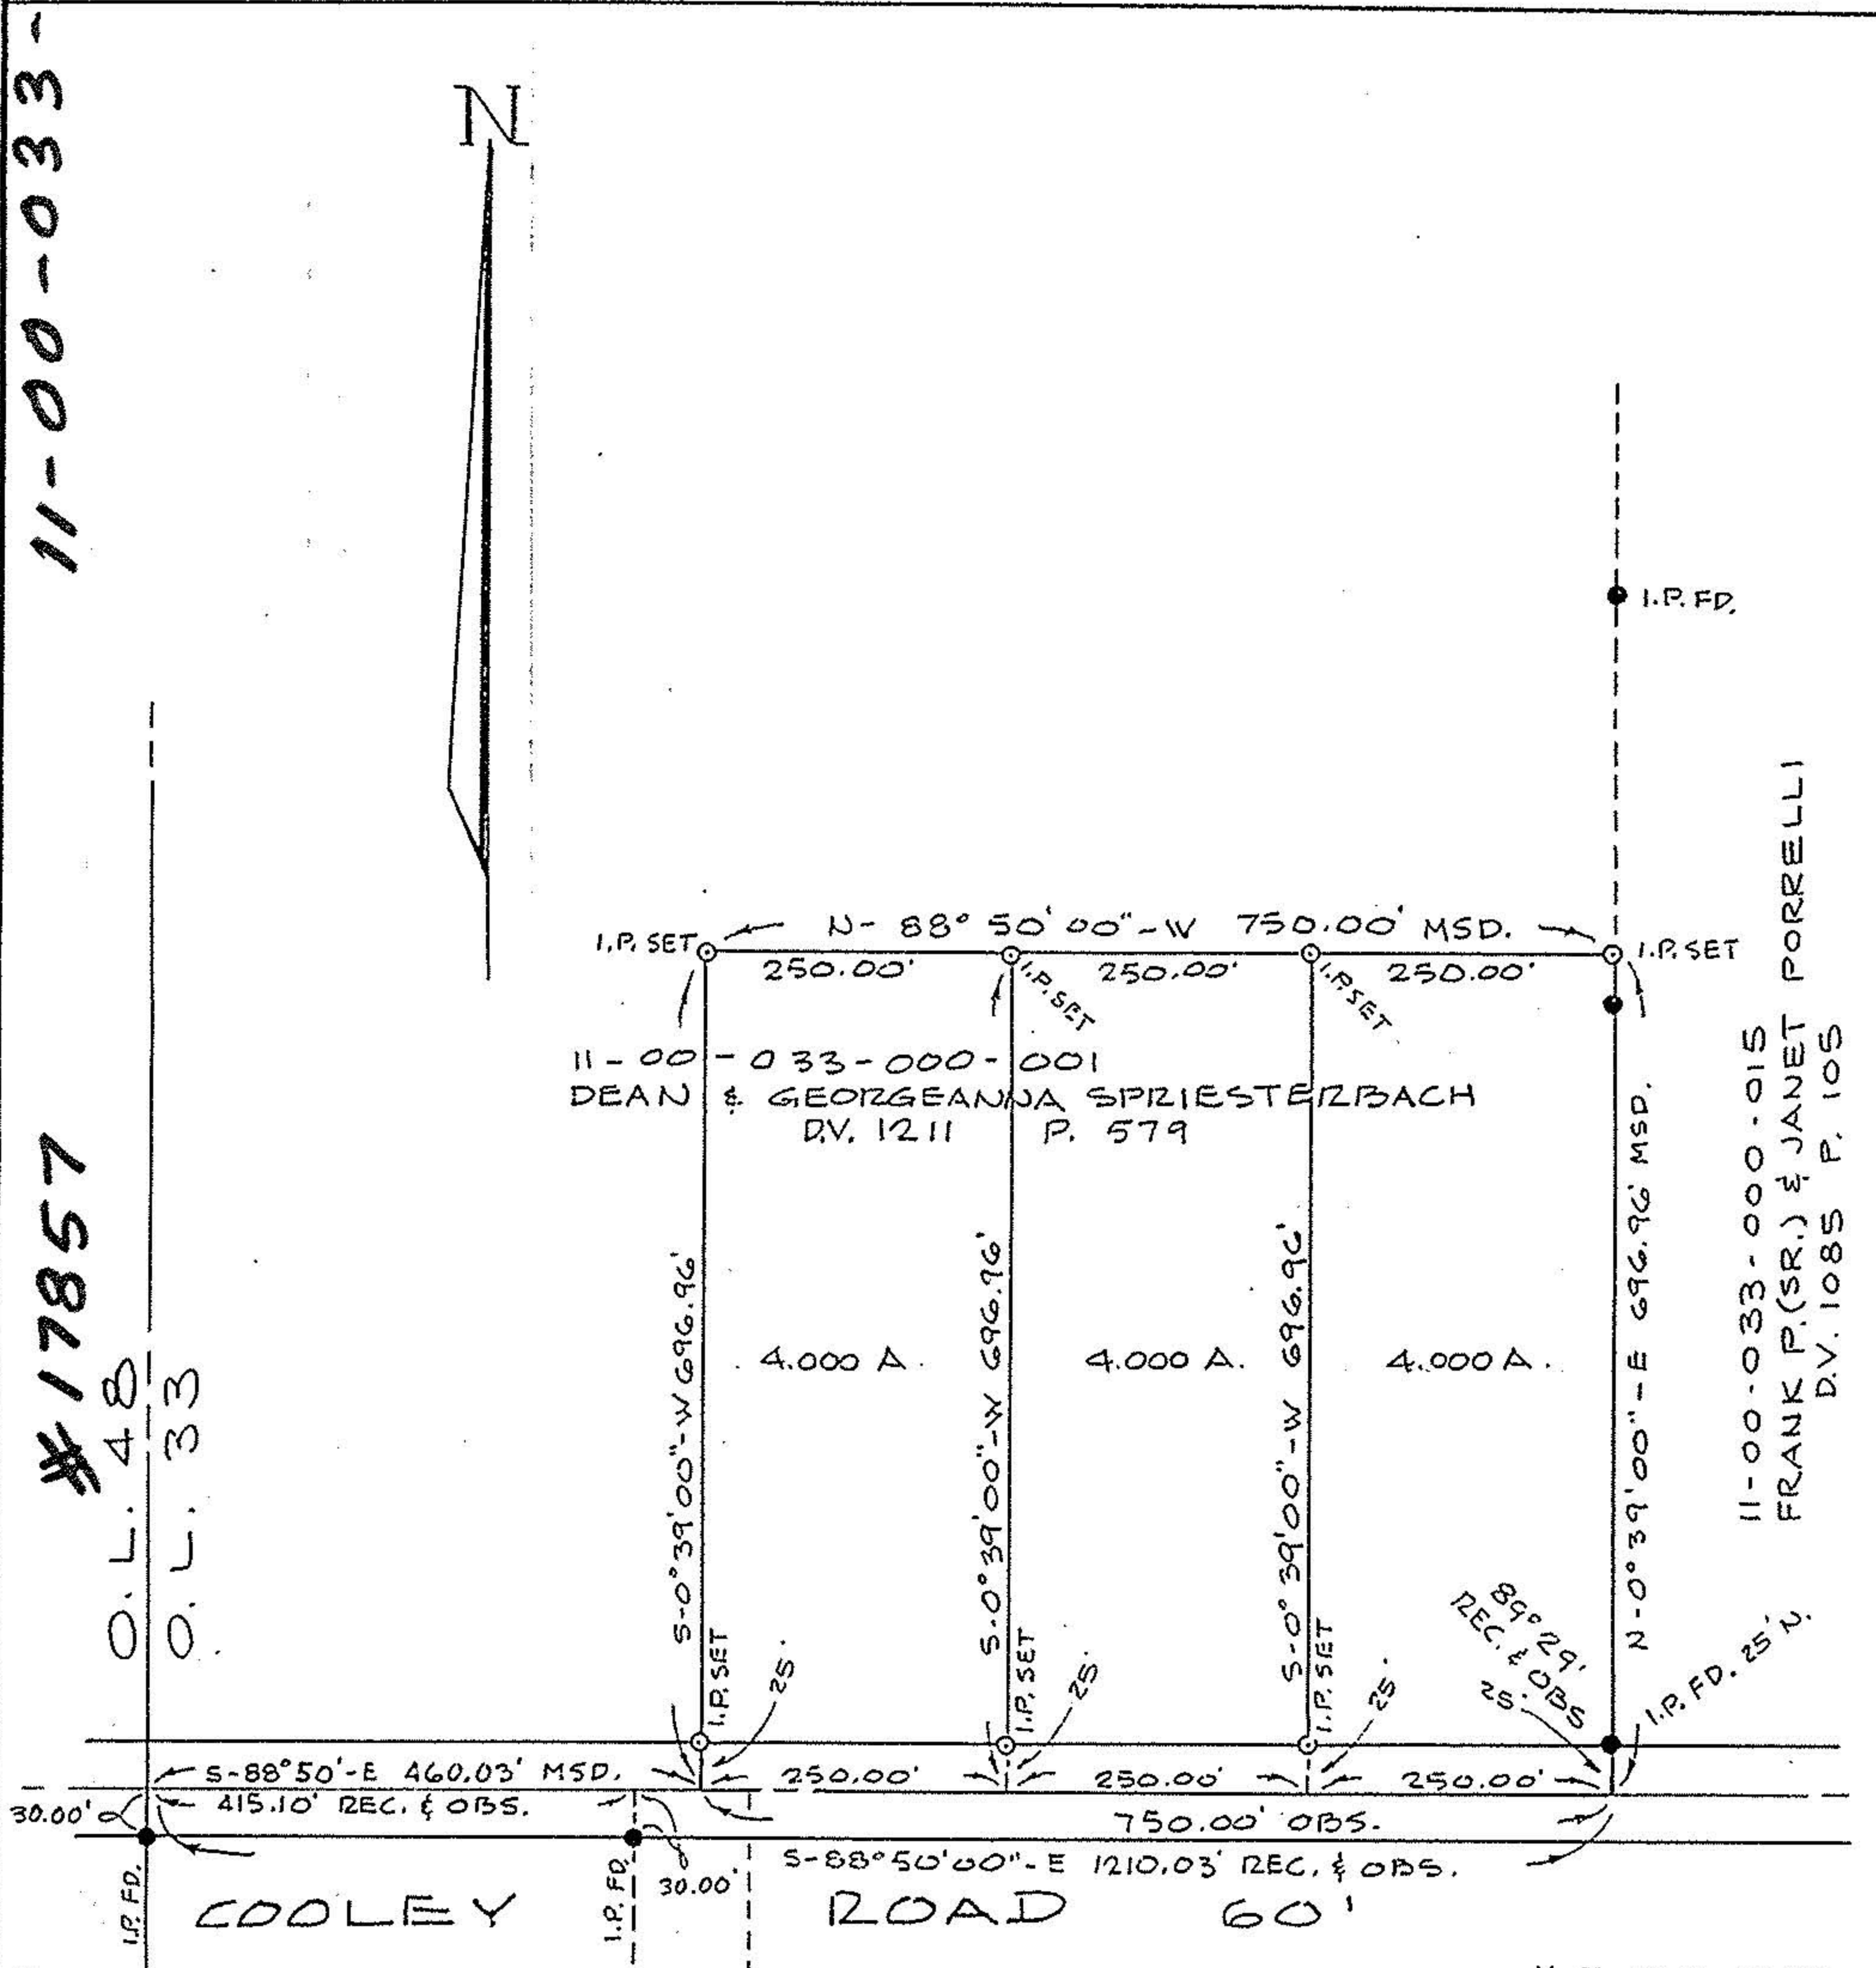 11-00-033-
#1857
N
I.P. FD.
I.P. SET
N- 88° 50' 00"-W 750.00' MSD.
I.P. SET
250.00'
250.00'
250.00'
I.P. SET
I.P. SET
11-00-033-000-001
DEAN & GEORGEANNA SPRIESTERBACH
D.V. 1211 P. 579
S-0°39'00"-W 696.96'
S-0°39'00"-W 696.96'
S-0°39'00"-W 696.96'
N-0°39'00"-E 696.96' MSD.
4.000 A.
4.000 A.
4.000 A.
11-00-033-000-015
FRANK P.(SR.) & JANET PORRELLI
D.V. 1085 P. 105
O.L. 48
O.L. 33
I.P. SET
25'
I.P. SET
25'
I.P. SET
25'
89°29'
REC. & OBS
25'
I.P. FD. 25' N.
S-88°50'-E 460.03' MSD.
250.00'
250.00'
250.00'
30.00'
415.10' REC. & OBS.
750.00' OBS.
S-88°50'00"-E 1210.03' REC. & OBS.
30.00'
I.P. FD.
I.P. FD.
COOLEY ROAD 60'